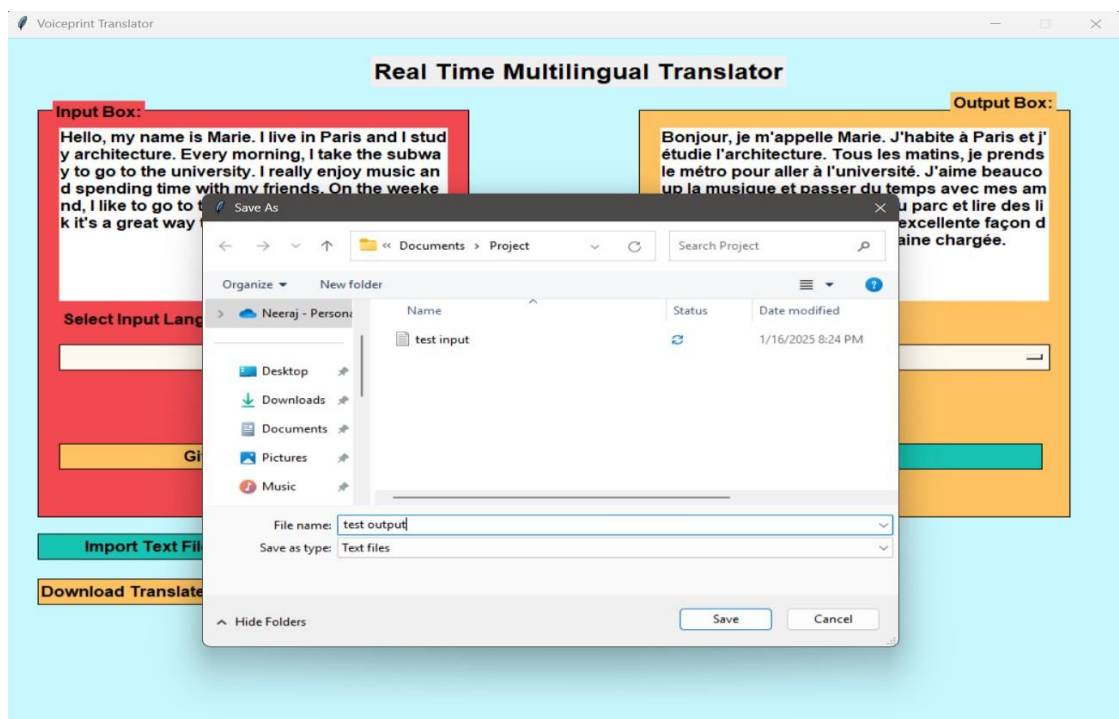 Voiceprint Translator
Real Time Multilingual Translator
Input Box:
Hello, my name is Marie. I live in Paris and I stud
y architecture. Every morning, I take the subwa
y to go to the university. I really enjoy music an
d spending time with my friends. On the weeke
nd, I like to go to
k it's a great way
Select Input Lang
Import Text
Download Translate
Output Box:
Bonjour, je m'appelle Marie. J'habite à Paris et j'
étudie l'architecture. Tous les matins, je prends
le métro pour aller à l'université. J'aime beauco
up la musique et passer du temps avec mes am
parc et lire des li
excellente façon d
chargée.
Save As
« Documents > Project
Search Project
Organize
New folder
Neeraj -
Desktop
Downloads
Documents
Pictures
Music
Name Status Date modified
test input 1/16/2025 8:24 PM
File name: test output
Save as type: Text files
Hide Folders
Save Cancel